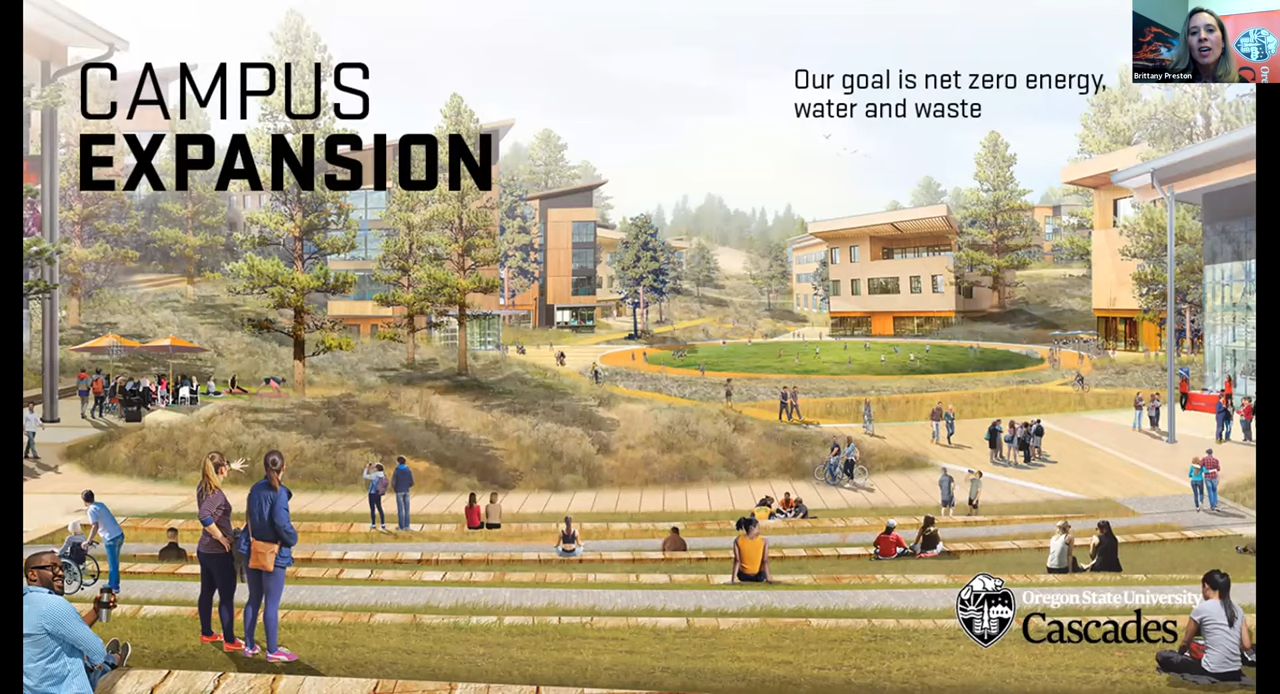 CAMPUS
EXPANSION
Our goal is net zero energy,
water and waste
Brittany Preston
Oregon State University
Cascades